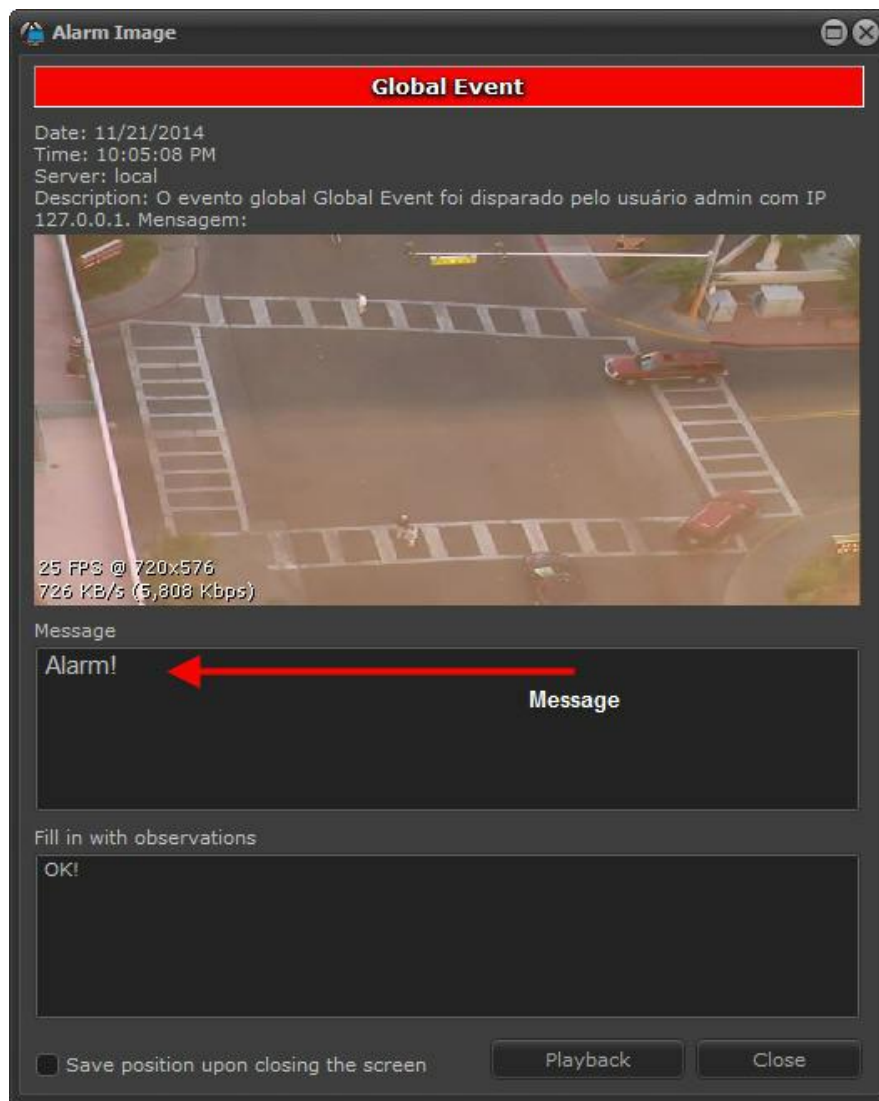 Alarm Image
Global Event
Date: 11/21/2014
Time: 10:05:08 PM
Server: local
Description: O evento global Global Event foi disparado pelo usuário admin com IP
127.0.0.1. Mensagem:
25 FPS @ 720x576
726 KB/s (5,808 Kbps)
Message
Alarm!
Message
Fill in with observations
OK!
Save position upon closing the screen
Playback
Close